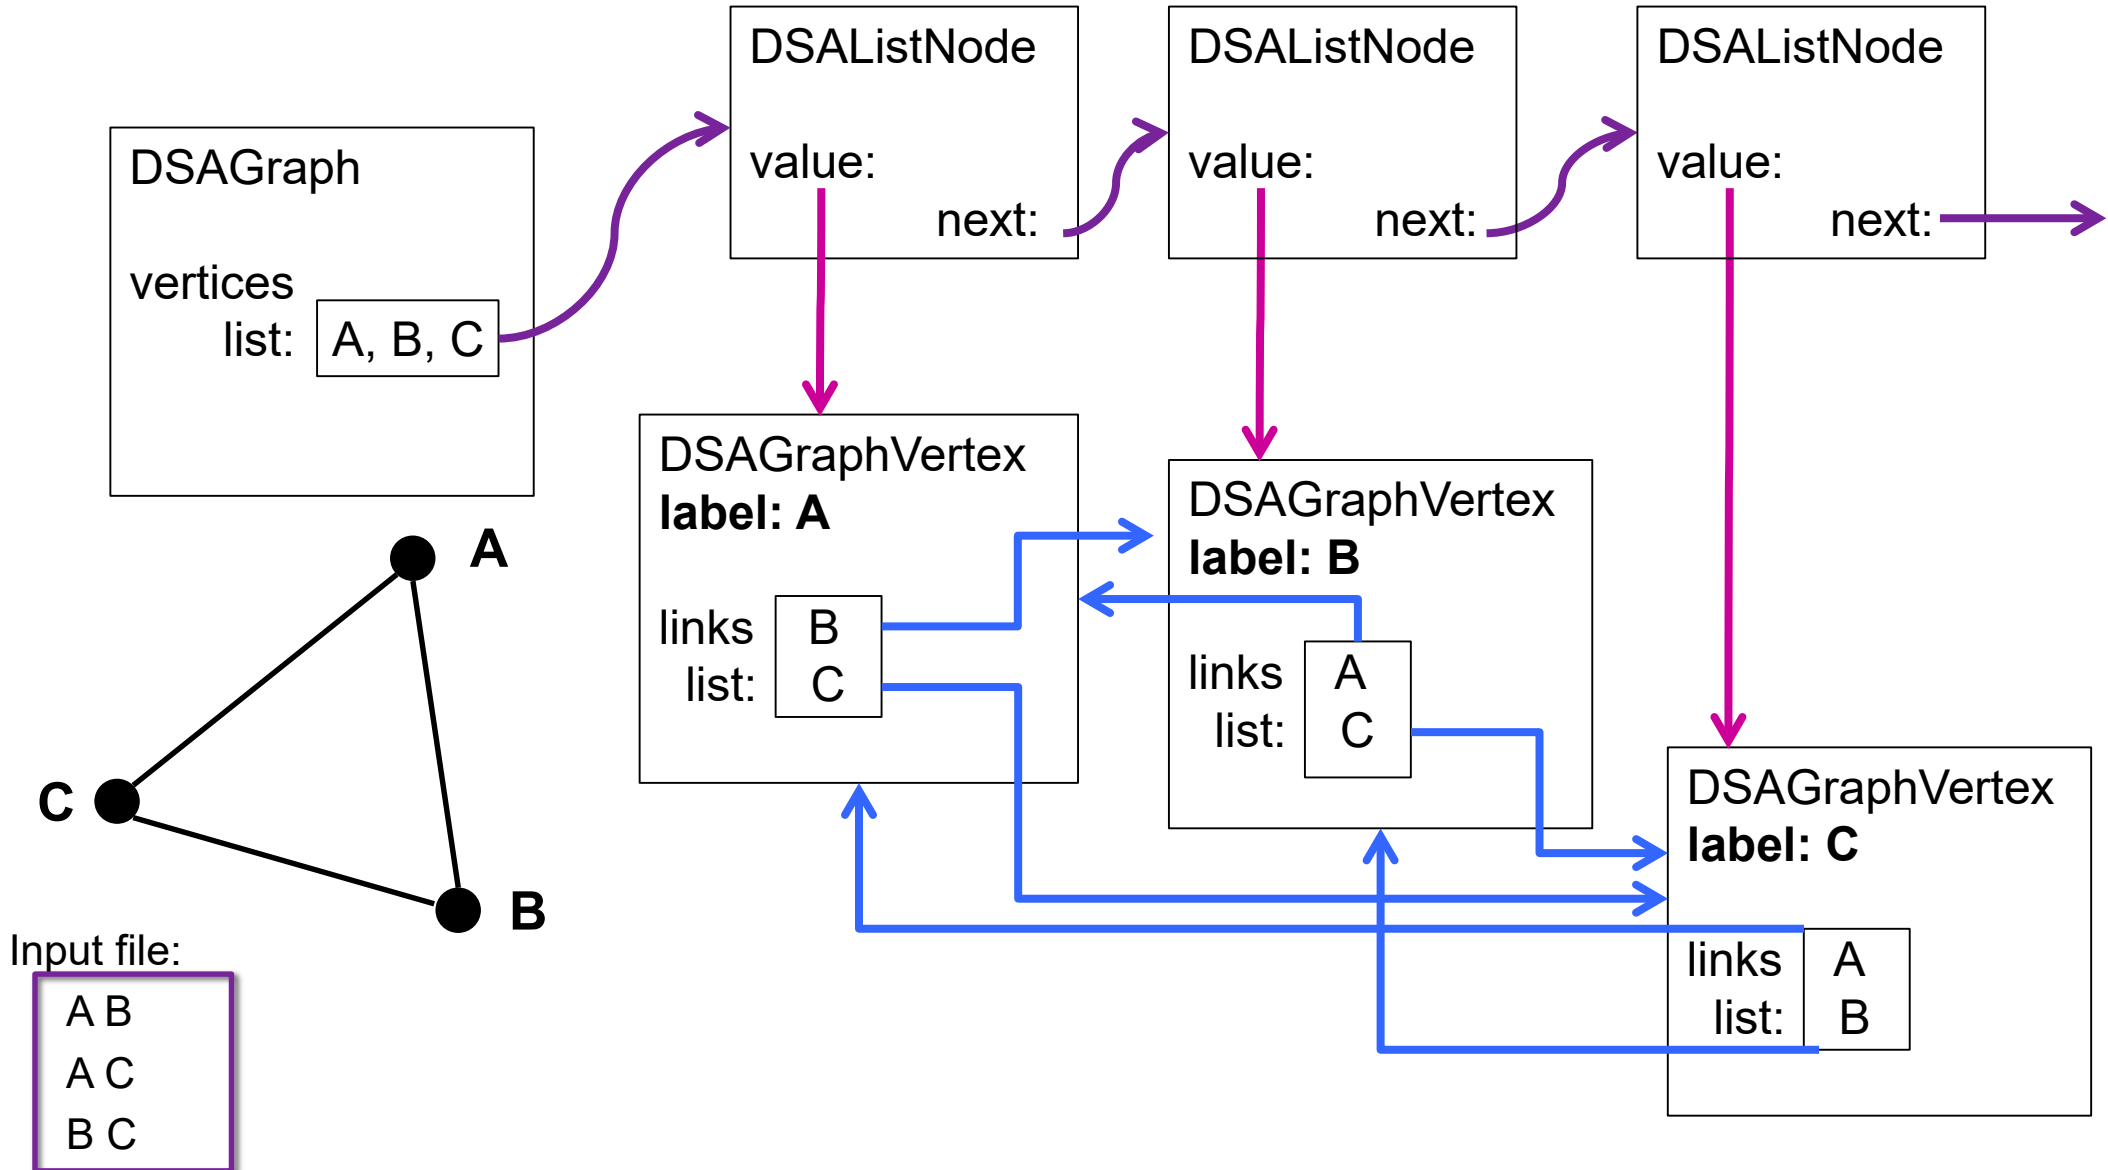 DSAGraph
vertices
list: A, B, C
DSAListNode
value:
next:
DSAListNode
value:
next:
DSAListNode
value:
next:
DSAGraphVertex
label: A
links B
list: C
DSAGraphVertex
label: B
links A
list: C
DSAGraphVertex
label: C
links A
list: B
A
C
B
Input file:
A B
A C
B C